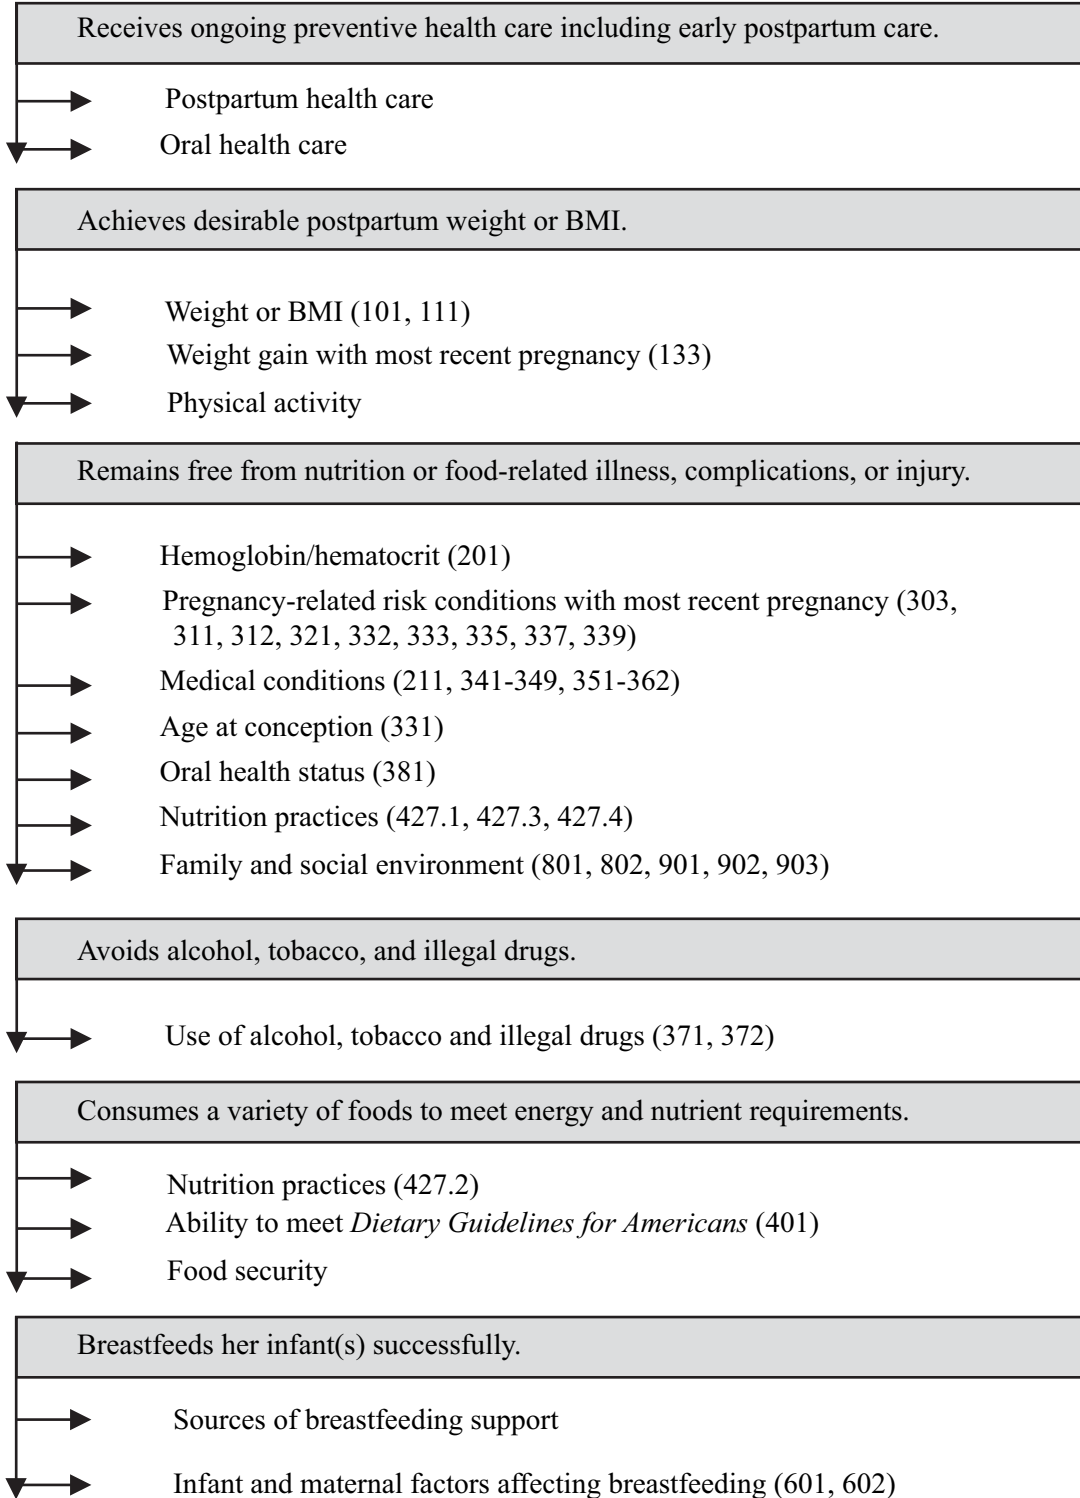 Receives ongoing preventive health care including early postpartum care.
Postpartum health care
Oral health care
Achieves desirable postpartum weight or BMI.
Weight or BMI (101, 111)
Weight gain with most recent pregnancy (133)
Physical activity
Remains free from nutrition or food-related illness, complications, or injury.
Hemoglobin/hematocrit (201)
Pregnancy-related risk conditions with most recent pregnancy (303,
311, 312, 321, 332, 333, 335, 337, 339)
Medical conditions (211, 341-349, 351-362)
Age at conception (331)
Oral health status (381)
Nutrition practices (427.1, 427.3, 427.4)
Family and social environment (801, 802, 901, 902, 903)
Avoids alcohol, tobacco, and illegal drugs.
Use of alcohol, tobacco and illegal drugs (371, 372)
Consumes a variety of foods to meet energy and nutrient requirements.
Nutrition practices (427.2)
Ability to meet Dietary Guidelines for Americans (401)
Food security
Breastfeeds her infant(s) successfully.
Sources of breastfeeding support
Infant and maternal factors affecting breastfeeding (601, 602)